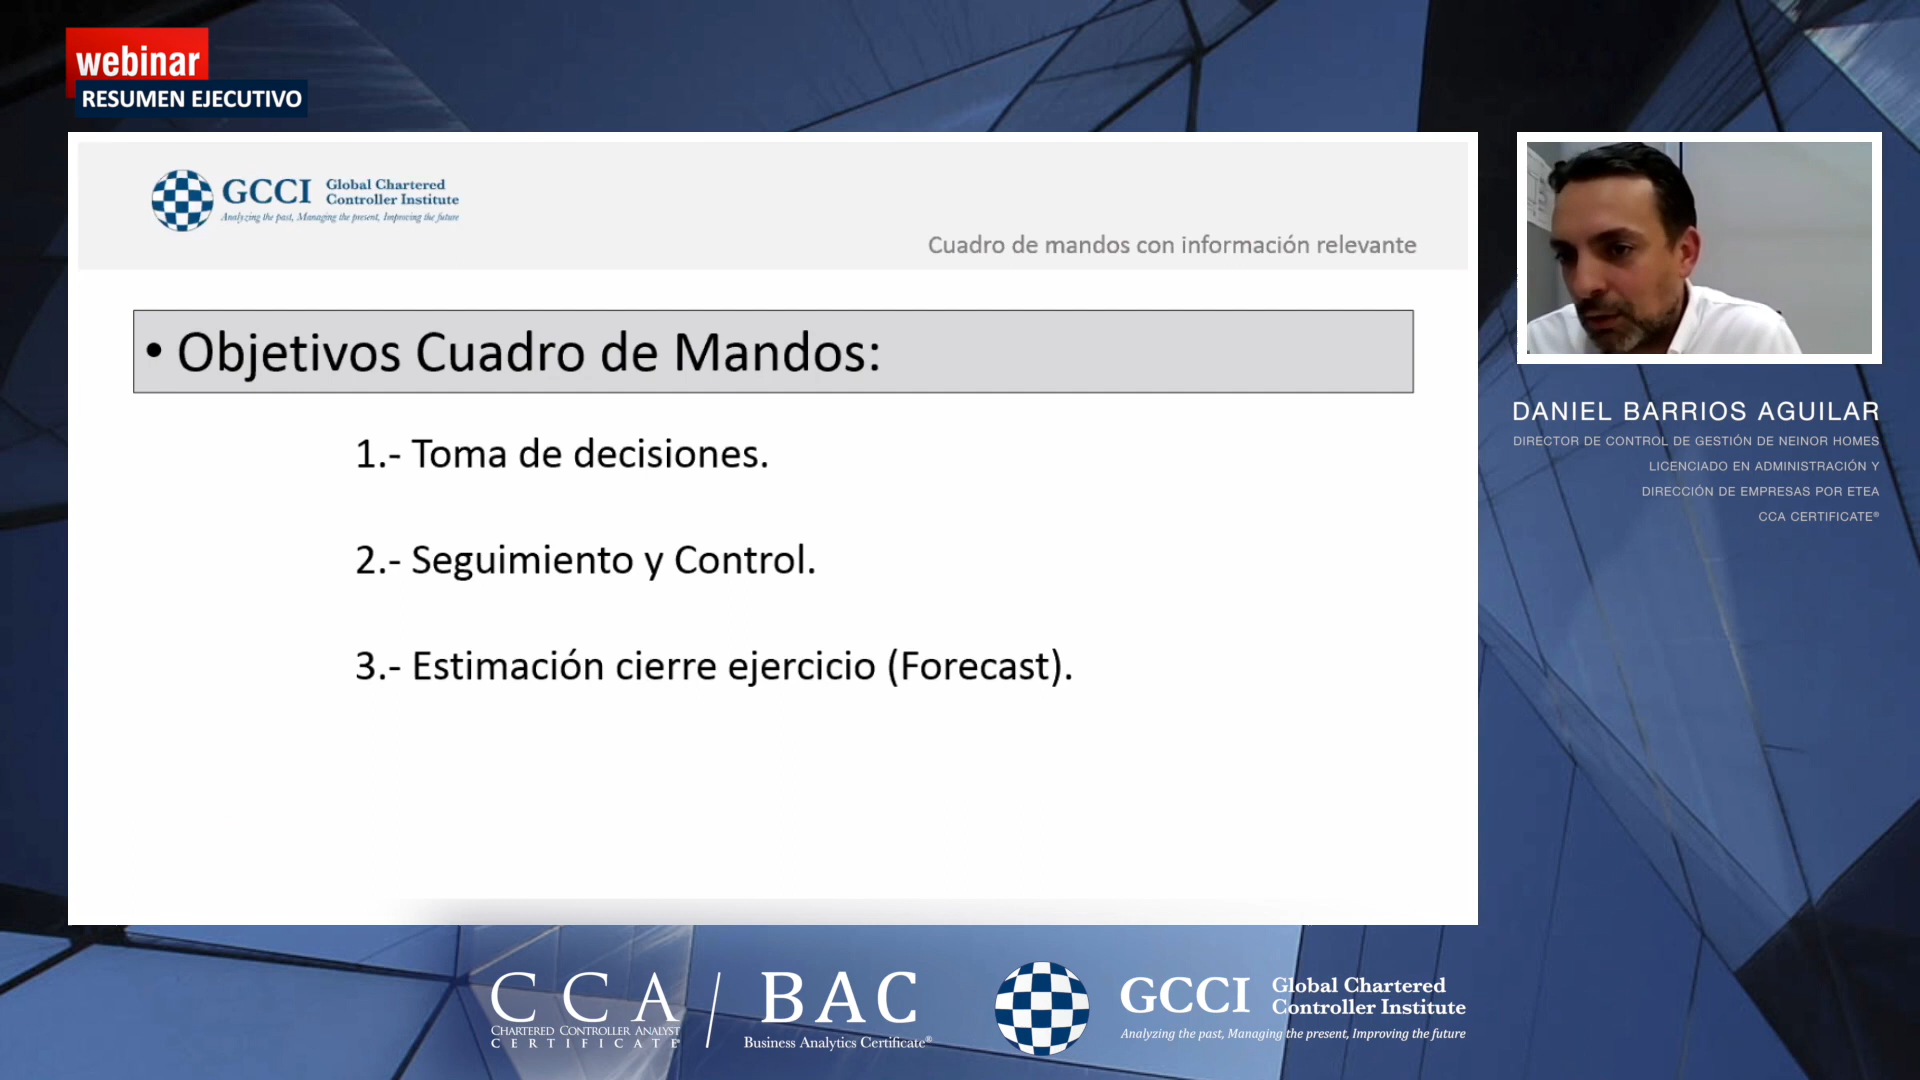 webinar
RESUMEN EJECUTIVO
GCCI Global Chartered
Controller Institute
Analyzing the past, Managing the present, Improving the future
Cuadro de mandos con información relevante
• Objetivos Cuadro de Mandos:
1.- Toma de decisiones.
2.- Seguimiento y Control.
3.- Estimación cierre ejercicio (Forecast).
DANIEL BARRIOS AGUILAR
DIRECTOR DE CONTROL DE GESTIÓN DE NEINOR HOMES
LICENCIADO EN ADMINISTRACIÓN Y
DIRECCIÓN DE EMPRESAS POR ETEA
CCA CERTIFICATE®
CCA / BAC
CHARTERED CONTROLLER ANALYST
CERTIFICATE
Business Analytics Certificate®
GCCI Global Chartered
Controller Institute
Analyzing the past, Managing the present, Improving the future